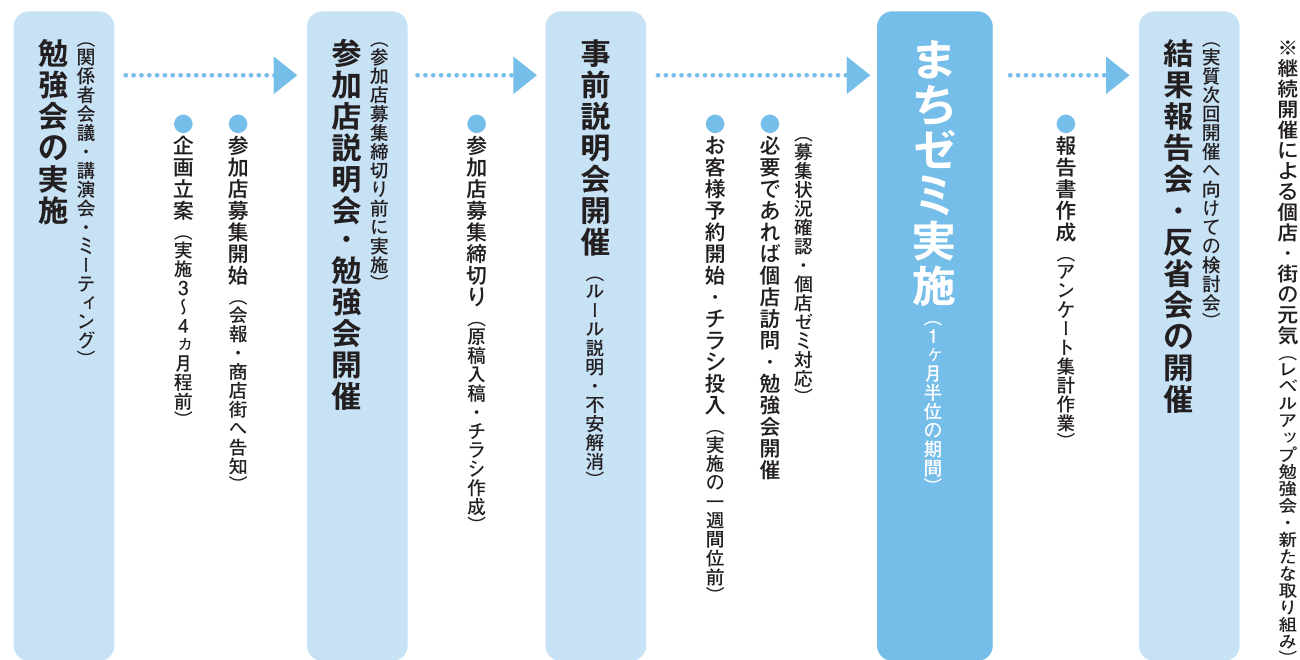 勉強会の実施
(関係者会議・講演会・ミーティング)
●企画立案(実施3〜4ヵ月程前)
●参加店募集開始(会報・商店街へ告知)
参加店説明会・勉強会開催
(参加店募集締切り前に実施)
●参加店募集締切り(原稿入稿・チラシ作成)
事前説明会開催(ルール説明・不安解消)
●お客様予約開始・チラシ投入(実施の一週間位前)
●必要であれば個店訪問・勉強会開催
(募集状況確認・個店ゼミ対応)
まちゼミ実施(1ヶ月半位の期間)
●報告書作成(アンケート集計作業)
結果報告会・反省会の開催
(実質次回開催へ向けての検討会)
※継続開催による個店・街の元気(レベルアップ勉強会・新たな取り組み)